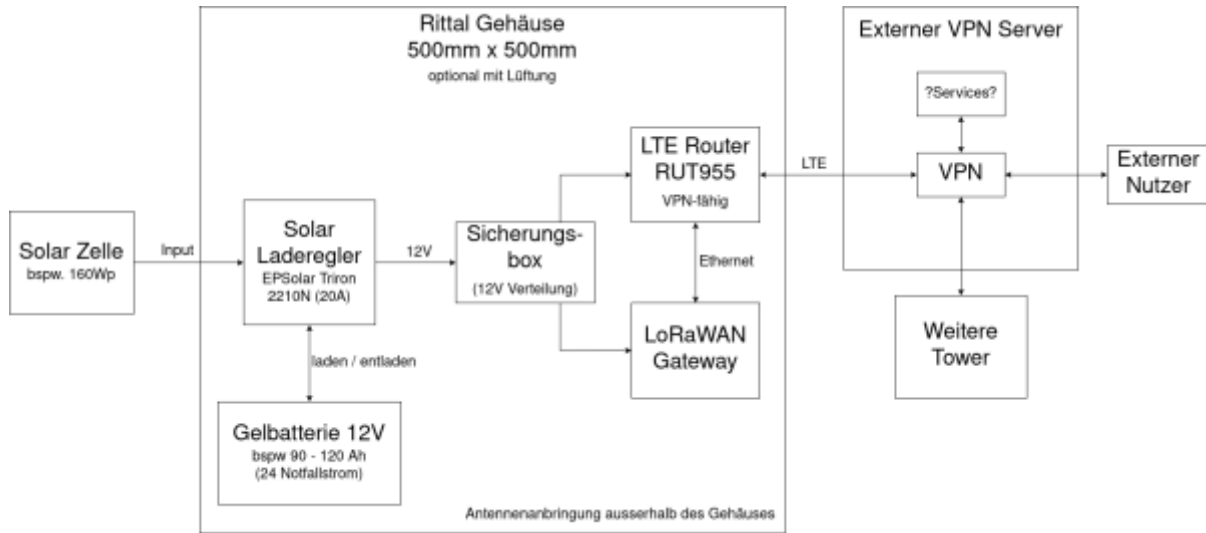 Rittal Gehäuse
500mm x 500mm
optional mit Lüftung
Externer VPN Server
?Services?
LTE Router
RUT955
VPN-fähig
LTE
VPN
Externer
Nutzer
Solar Zelle
bspw. 160Wp
Input
Solar
Laderegler
EPSolar Triron
2210N (20A)
12V
Sicherungs-
box
(12V Verteilung)
Ethernet
LoRaWAN
Gateway
Weitere
Tower
laden / entladen
Gelbatterie 12V
bspw 90 - 120 Ah
(24 Notfallstrom)
Antennenanbringung ausserhalb des Gehäuses